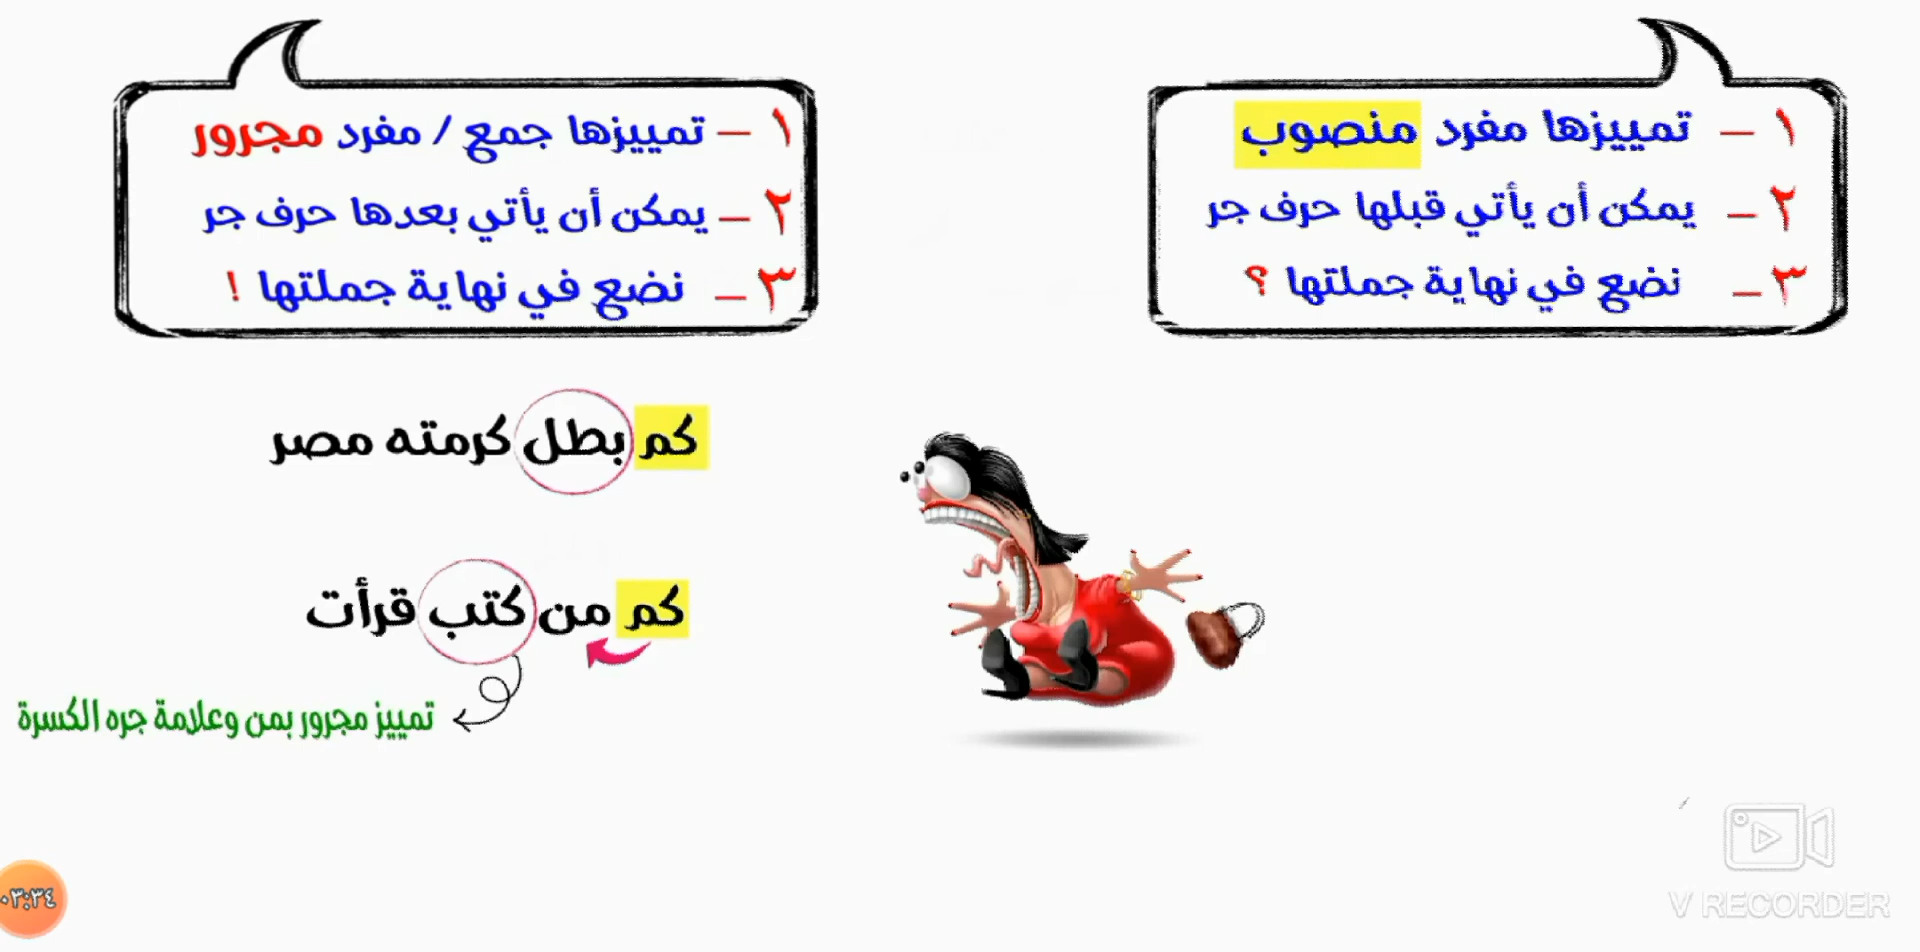 ١ – تمييزها مفرد منصوب
٢ – يمكن أن يأتي قبلها حرف جر
٣ – نضع في نهاية جملتها ؟
١ – تمييزها جمع / مفرد مجرور
٢ – يمكن أن يأتي بعدها حرف جر
٣ – نضع في نهاية جملتها !
كم بطل كرمته مصر
كم من كتب قرأت
تمييز مجرور بمن وعلامة جره الكسرة
٠٣:٣٤
V RECORDER